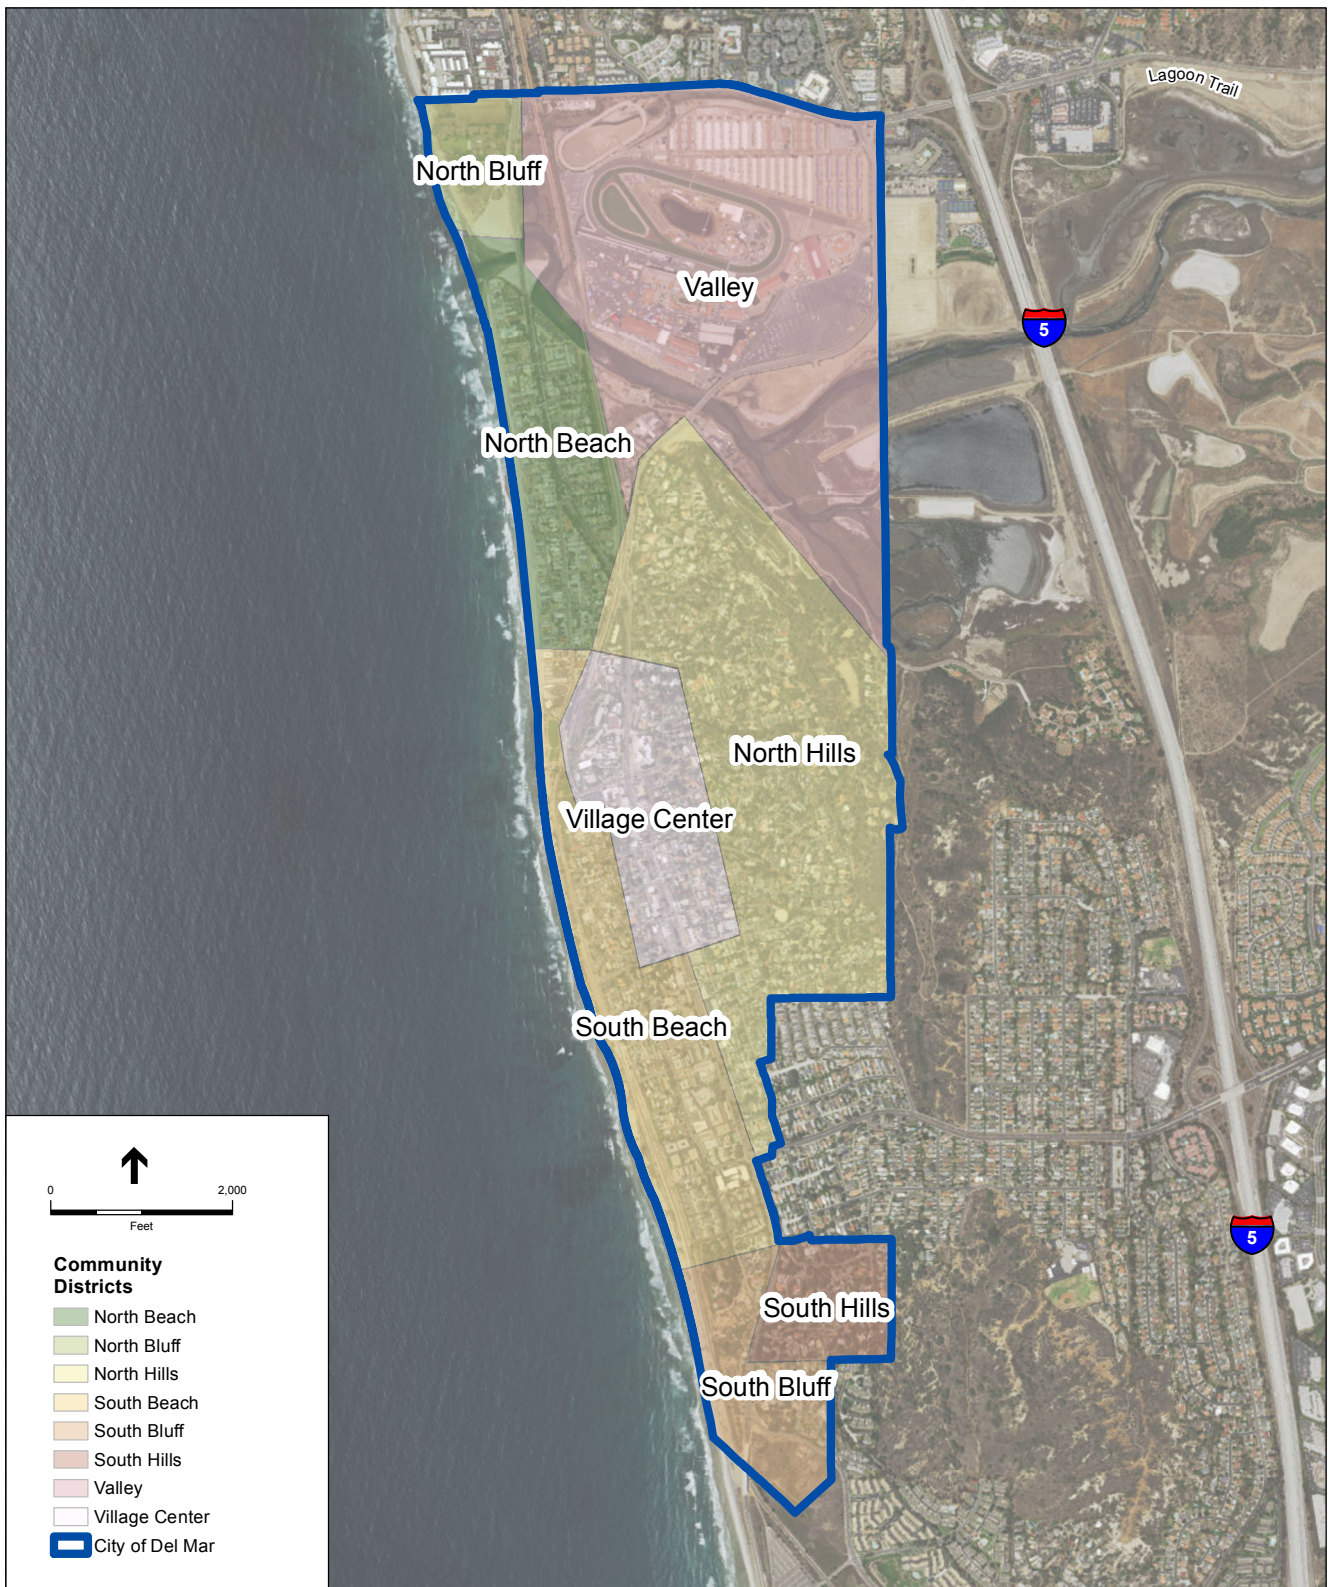 Lagoon Trail
North Bluff
Valley
5
North Beach
North Hills
Village Center
South Beach
5
South Hills
South Bluff
0 2,000
Feet
Community
Districts
North Beach
North Bluff
North Hills
South Beach
South Bluff
South Hills
Valley
Village Center
City of Del Mar